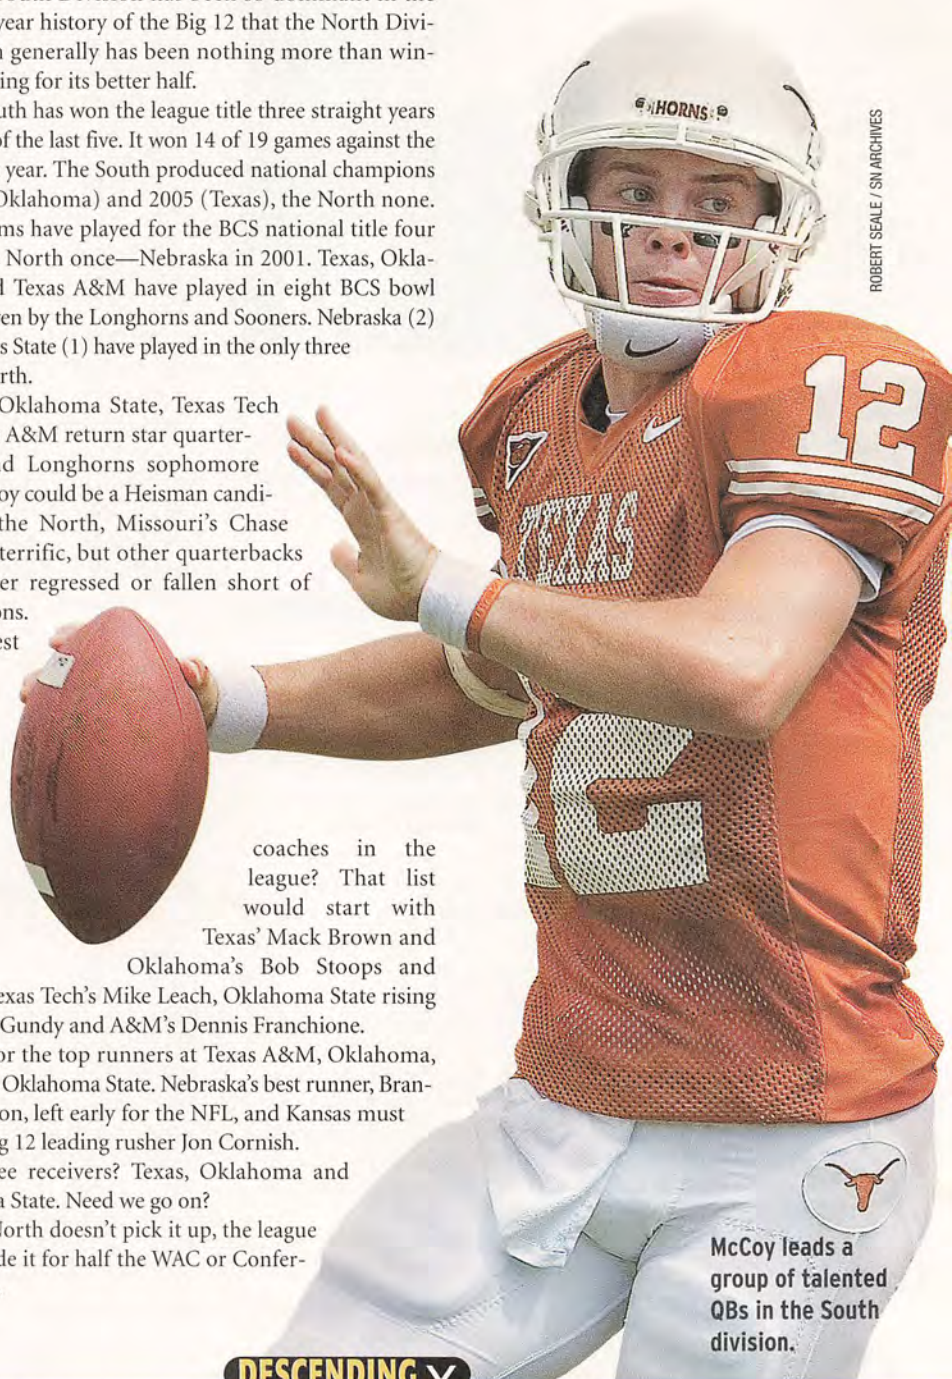 year history of the Big 12 that the North Divi-
generally has been nothing more than win-
ing for its better half.
uth has won the league title three straight years
of the last five. It won 14 of 19 games against the
year. The South produced national champions
Oklahoma) and 2005 (Texas), the North none.
ms have played for the BCS national title four
North once—Nebraska in 2001. Texas, Okla-
d Texas A&M have played in eight BCS bowl
en by the Longhorns and Sooners. Nebraska (2)
s State (1) have played in the only three
rth.
Oklahoma State, Texas Tech
A&M return star quarter-
d Longhorns sophomore
oy could be a Heisman candi-
the North, Missouri's Chase
terrific, but other quarterbacks
er regressed or fallen short of
ons.
est
coaches in the
league? That list
would start with
Texas' Mack Brown and
Oklahoma's Bob Stoops and
exas Tech's Mike Leach, Oklahoma State rising
Gundy and A&M's Dennis Franchione.
or the top runners at Texas A&M, Oklahoma,
Oklahoma State. Nebraska's best runner, Bran-
on, left early for the NFL, and Kansas must
g 12 leading rusher Jon Cornish.
ee receivers? Texas, Oklahoma and
a State. Need we go on?
North doesn't pick it up, the league
de it for half the WAC or Confer-
DESCENDING
HORNS
ROBERT SEALE / SN ARCHIVES
12
TEXAS
12
McCoy leads a
group of talented
QBs in the South
division.